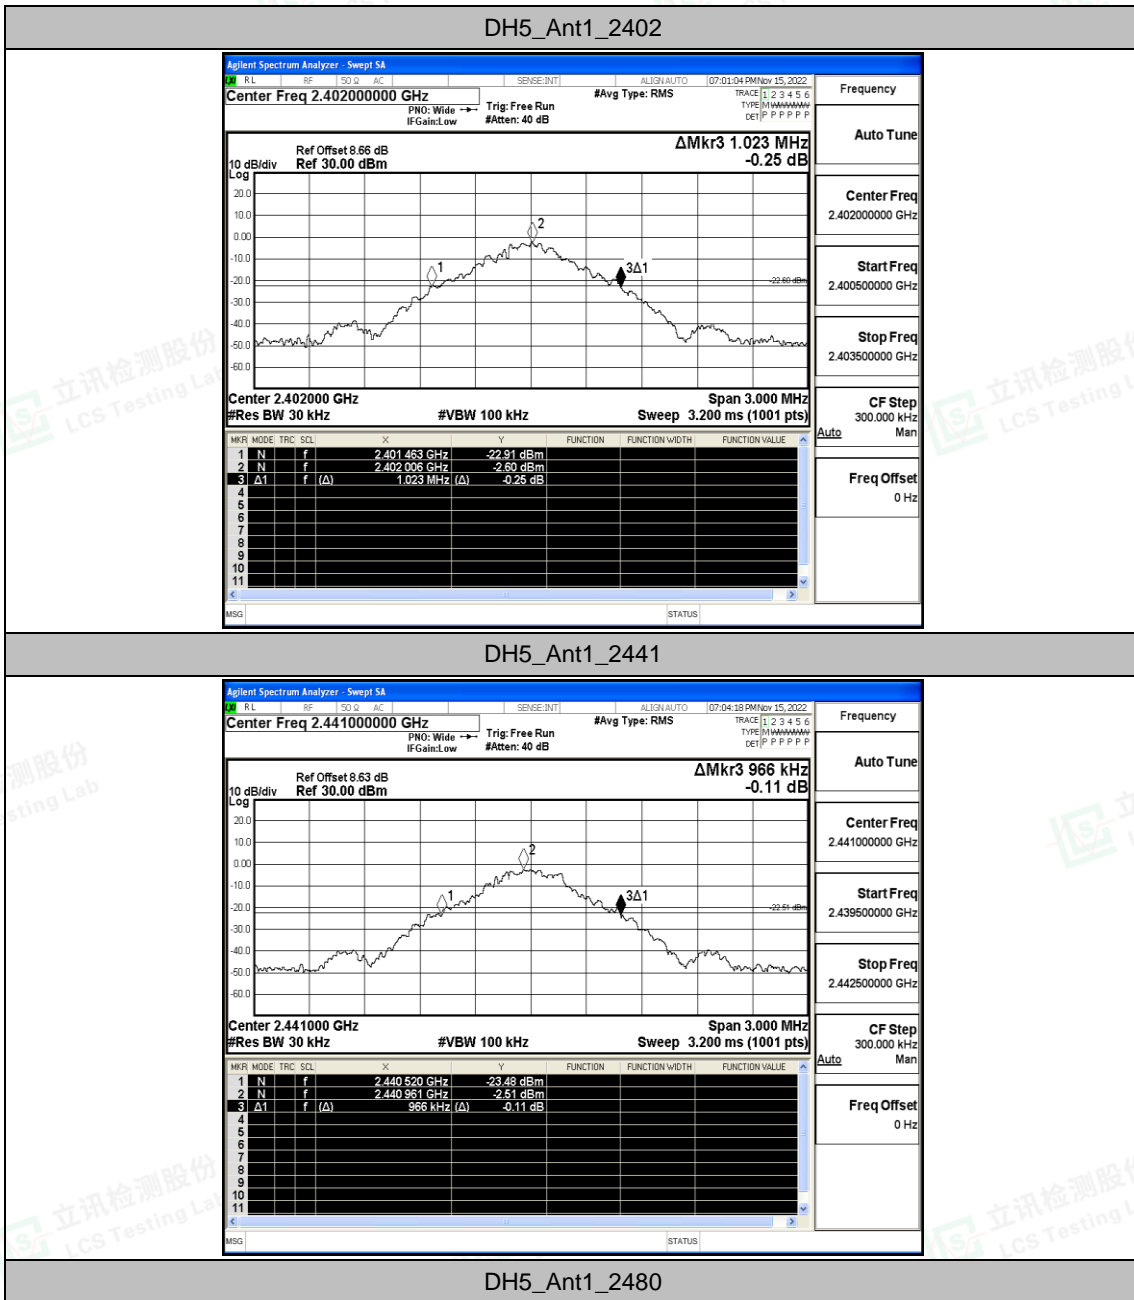 DH5_Ant1_2402
Agilent Spectrum Analyzer - Swept SA
RL RF 50 Ω AC SENSE:INT ALIGN AUTO 07:01:04 PM Nov 15, 2022
Center Freq 2.402000000 GHz
PNO: Wide
IFGain:Low
Trig: Free Run
#Atten: 40 dB
#Avg Type: RMS
TRACE 1 2 3 4 5 6
TYPE M
DET P P P P P P
ΔMkr3 1.023 MHz
-0.25 dB
Ref Offset 8.66 dB
10 dB/div Ref 30.00 dBm
Log
20.0
10.0
0.00
-10.0
-20.0
-30.0
-40.0
-50.0
-60.0
1
2
3Δ1
-22.60 dBm
Center 2.402000 GHz Span 3.000 MHz
#Res BW 30 kHz #VBW 100 kHz Sweep 3.200 ms (1001 pts)
MKR MODE TRC SCL X Y FUNCTION FUNCTION WIDTH FUNCTION VALUE
1 N f 2.401 463 GHz -22.91 dBm
2 N f 2.402 006 GHz -2.60 dBm
3 Δ1 f (Δ) 1.023 MHz (Δ) -0.25 dB
4
5
6
7
8
9
10
11
MSG STATUS
Frequency
Auto Tune
Center Freq
2.402000000 GHz
Start Freq
2.400500000 GHz
Stop Freq
2.403500000 GHz
CF Step
300.000 kHz
Auto Man
Freq Offset
0 Hz
DH5_Ant1_2441
Agilent Spectrum Analyzer - Swept SA
RL RF 50 Ω AC SENSE:INT ALIGN AUTO 07:04:18 PM Nov 15, 2022
Center Freq 2.441000000 GHz
PNO: Wide
IFGain:Low
Trig: Free Run
#Atten: 40 dB
#Avg Type: RMS
TRACE 1 2 3 4 5 6
TYPE M
DET P P P P P P
ΔMkr3 966 kHz
-0.11 dB
Ref Offset 8.63 dB
10 dB/div Ref 30.00 dBm
Log
20.0
10.0
0.00
-10.0
-20.0
-30.0
-40.0
-50.0
-60.0
1
2
3Δ1
-22.51 dBm
Center 2.441000 GHz Span 3.000 MHz
#Res BW 30 kHz #VBW 100 kHz Sweep 3.200 ms (1001 pts)
MKR MODE TRC SCL X Y FUNCTION FUNCTION WIDTH FUNCTION VALUE
1 N f 2.440 520 GHz -23.48 dBm
2 N f 2.440 961 GHz -2.51 dBm
3 Δ1 f (Δ) 966 kHz (Δ) -0.11 dB
4
5
6
7
8
9
10
11
MSG STATUS
Frequency
Auto Tune
Center Freq
2.441000000 GHz
Start Freq
2.439500000 GHz
Stop Freq
2.442500000 GHz
CF Step
300.000 kHz
Auto Man
Freq Offset
0 Hz
DH5_Ant1_2480
立讯检测股份
LCS Testing Lab